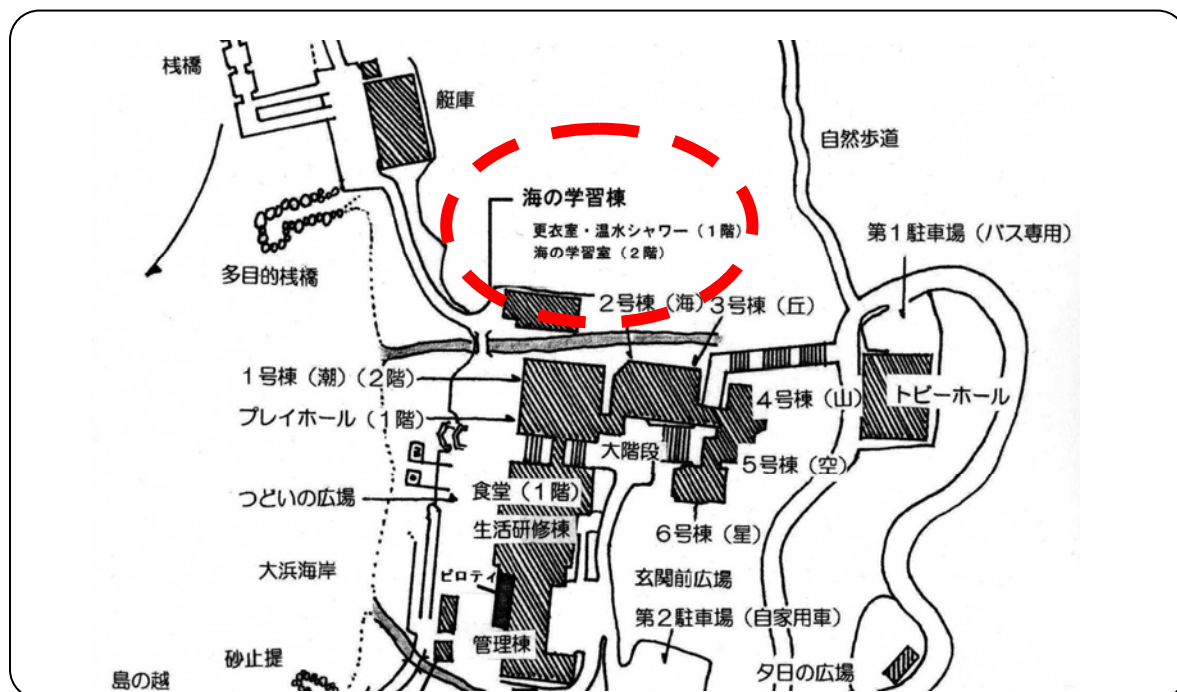 桟橋
艇庫
自然歩道
海の学習棟
更衣室・温水シャワー（1階）
海の学習室（2階）
第1駐車場（バス専用）
多目的桟橋
2号棟（海）
3号棟（丘）
1号棟（潮）（2階）
4号棟（山）
トビーホール
プレイホール（1階）
大階段
5号棟（空）
つどいの広場
食堂（1階）
生活研修棟
6号棟（星）
大浜海岸
ピロティ
玄関前広場
第2駐車場（自家用車）
管理棟
砂止提
夕日の広場
島の越